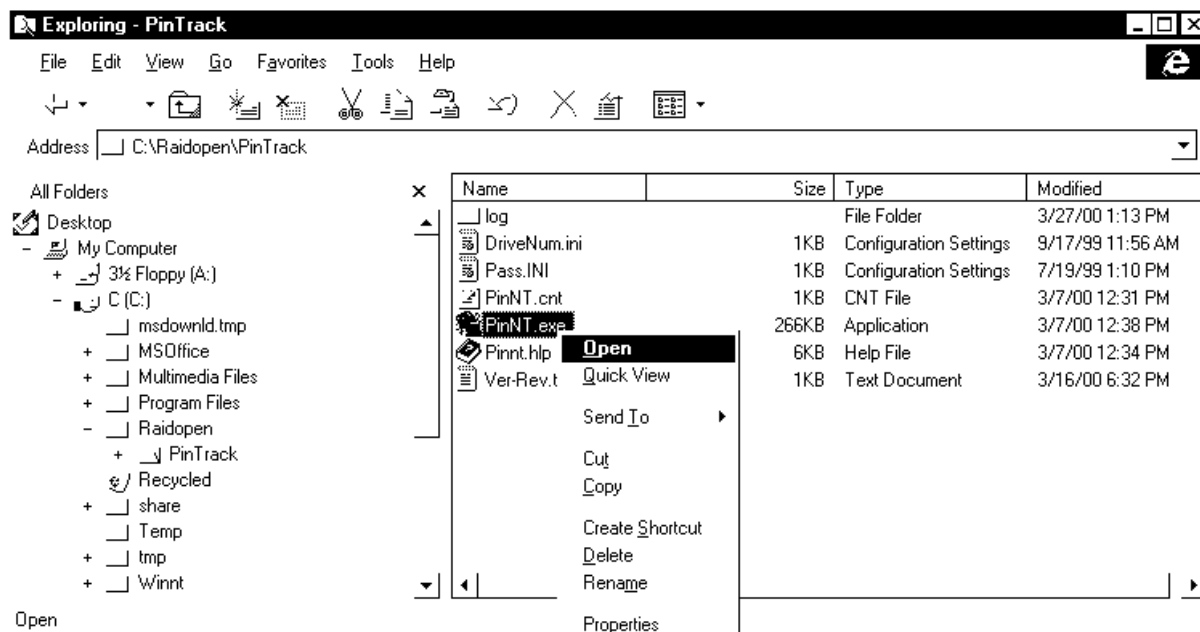 Exploring - PinTrack
File Edit View Go Favorites Tools Help
Address C:\Raidopen\PinTrack
All Folders
Desktop
My Computer
3½ Floppy (A:)
C (C:)
msdownld.tmp
MSOffice
Multimedia Files
Program Files
Raidopen
PinTrack
Recycled
share
Temp
tmp
Winnt
Name Size Type Modified
log File Folder 3/27/00 1:13 PM
DriveNum.ini 1KB Configuration Settings 9/17/99 11:56 AM
Pass.INI 1KB Configuration Settings 7/19/99 1:10 PM
PinNT.cnt 1KB CNT File 3/7/00 12:31 PM
PinNT.exe 266KB Application 3/7/00 12:38 PM
Pinnt.hlp 6KB Help File 3/7/00 12:34 PM
Ver-Rev.t 1KB Text Document 3/16/00 6:32 PM
Open
Quick View
Send To
Cut
Copy
Create Shortcut
Delete
Rename
Properties
Open